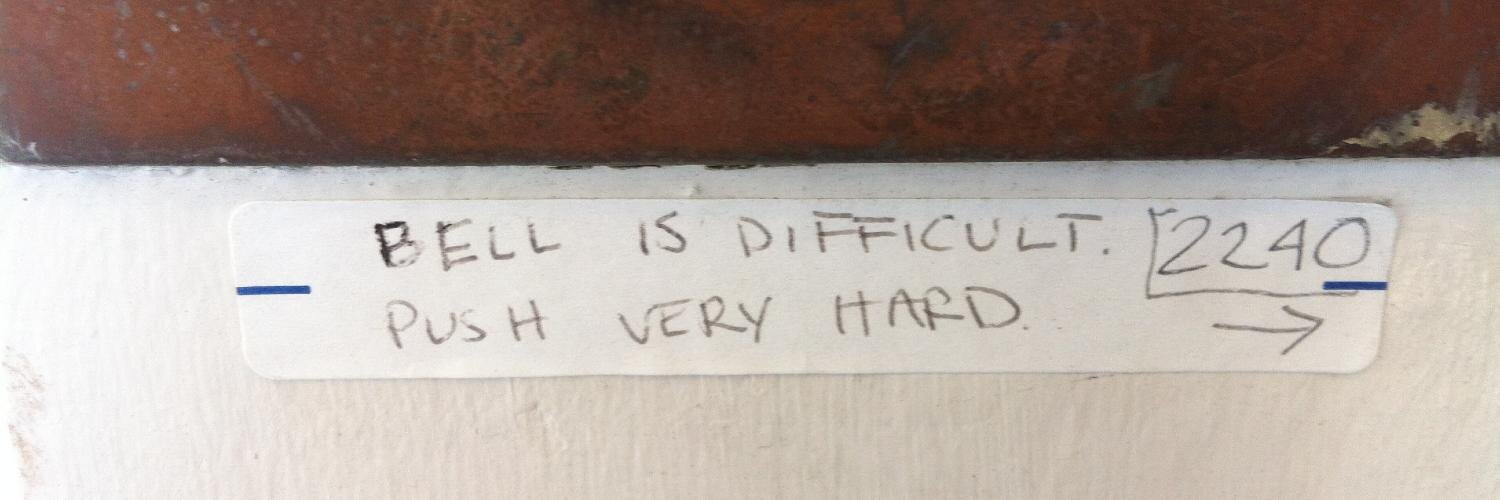 BELL IS DIFFICULT. 2240
PUSH VERY HARD. →